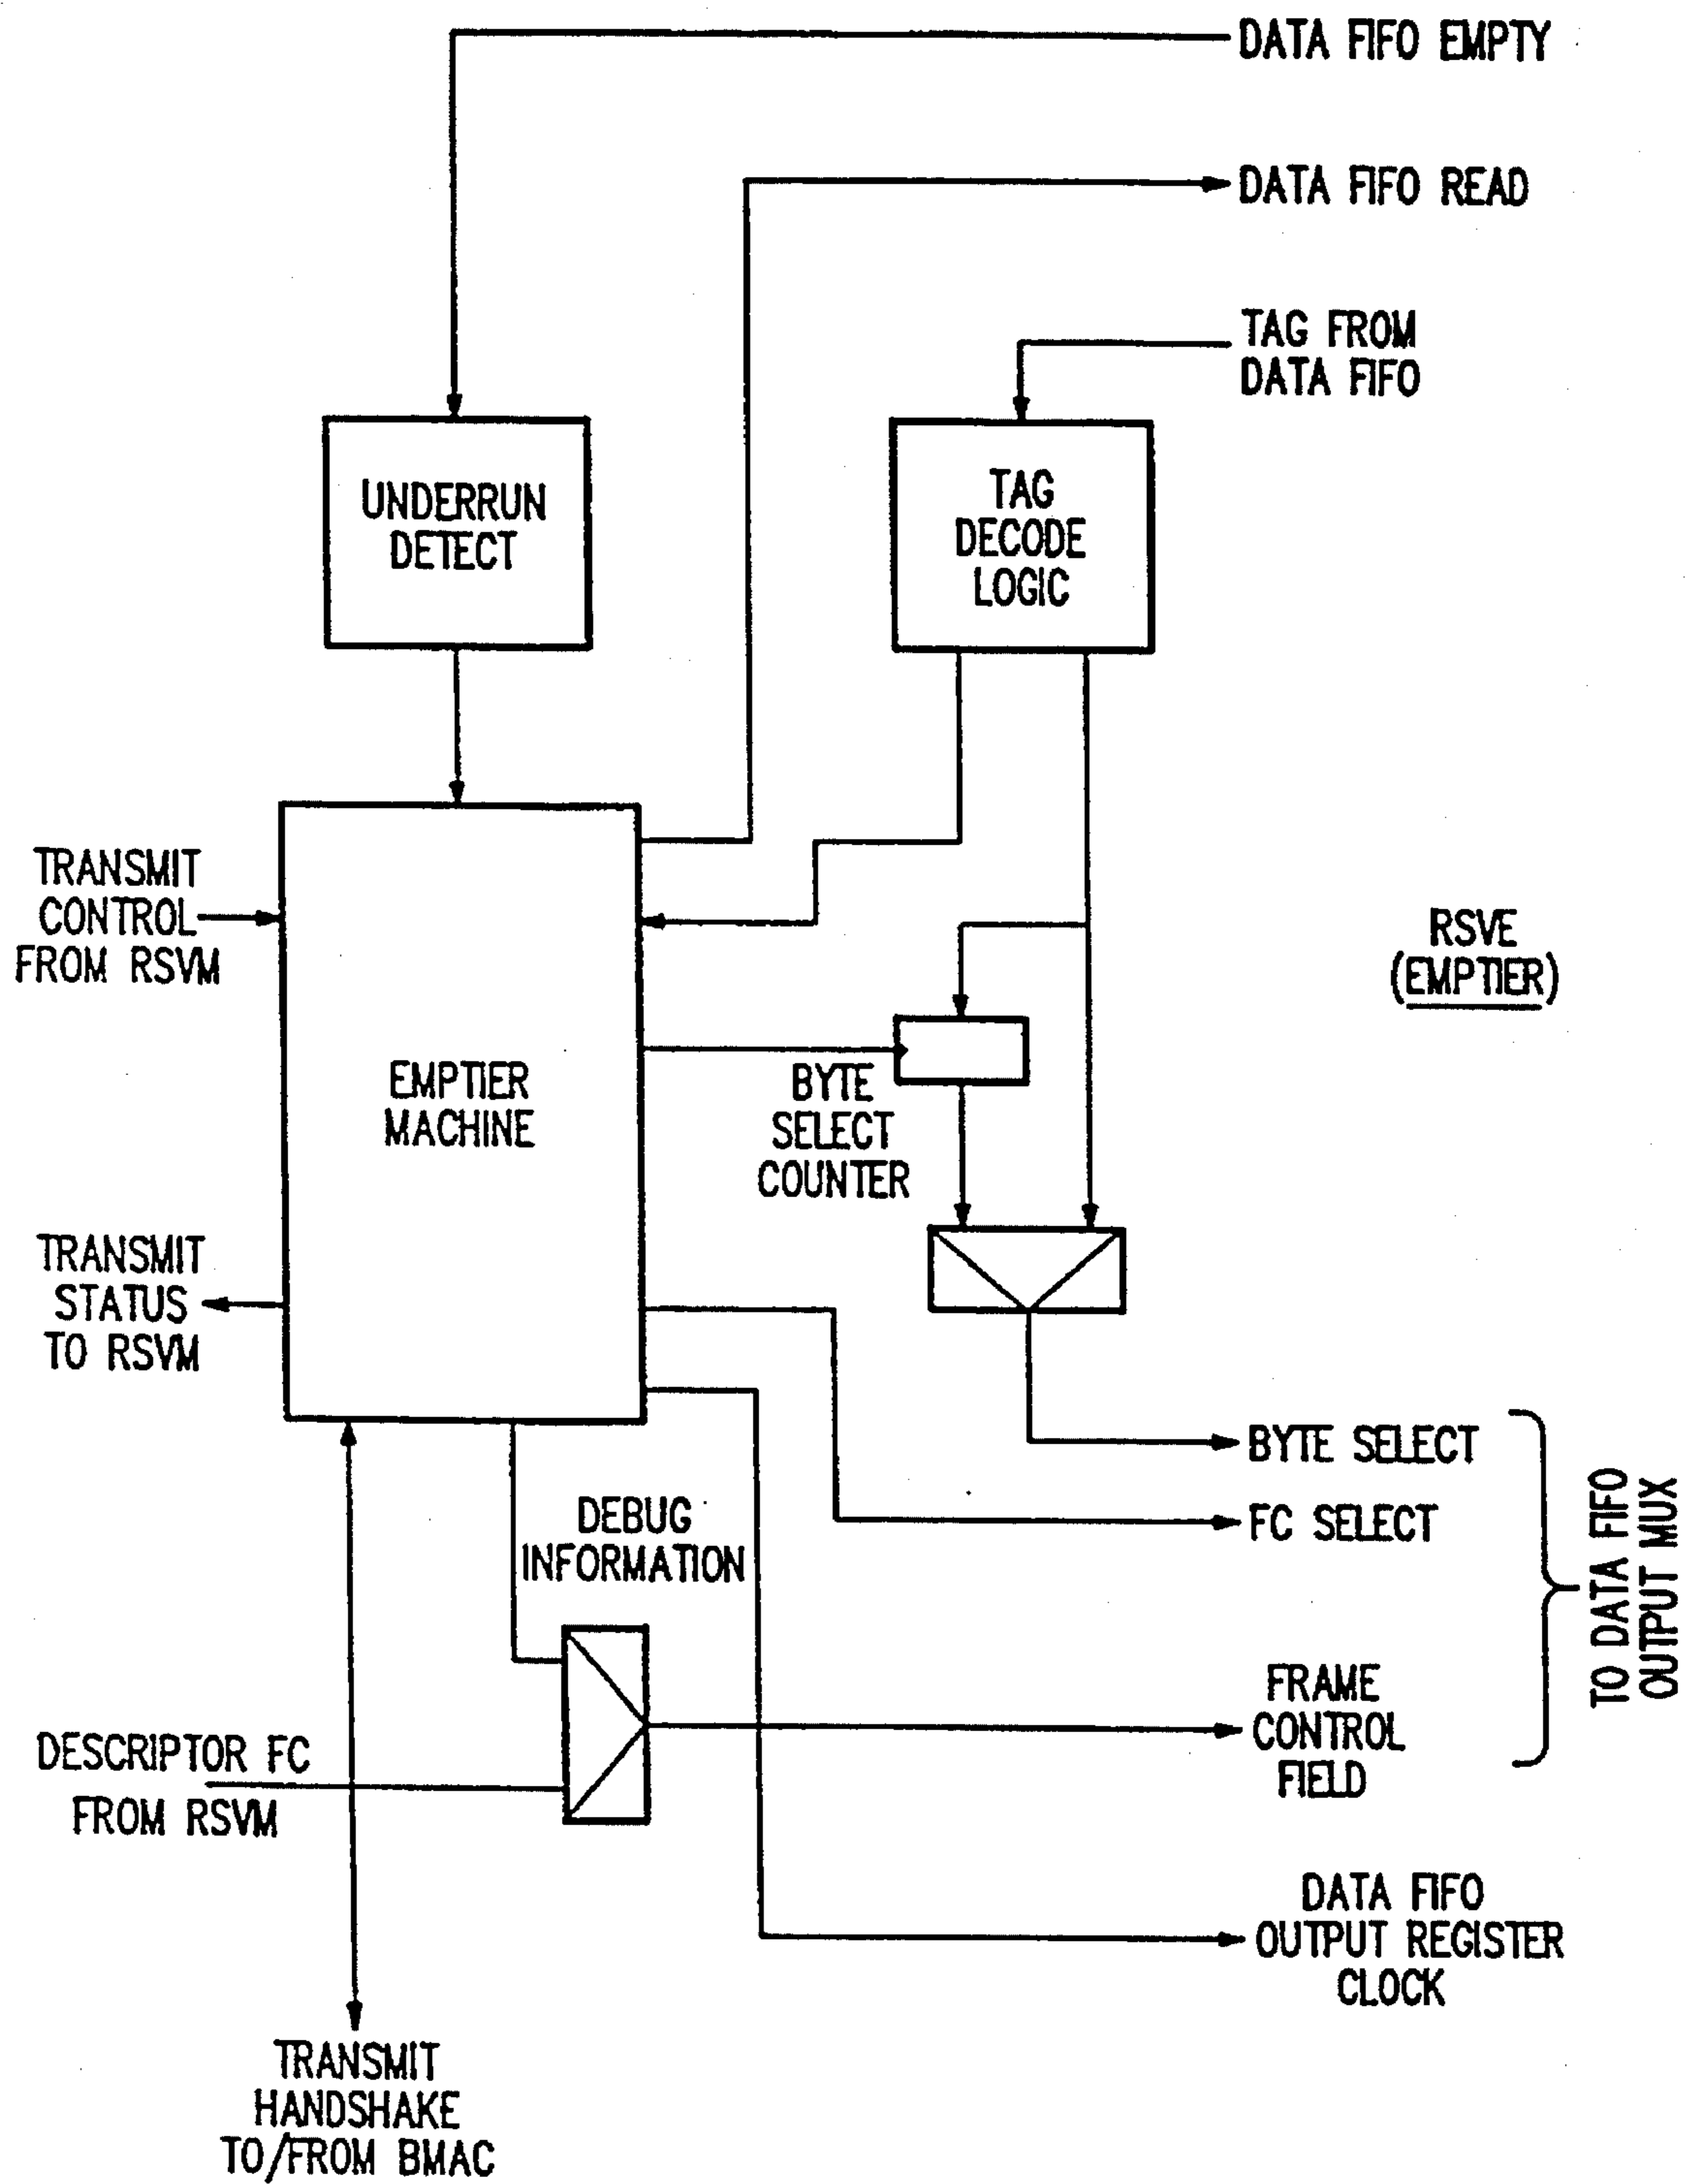 DATA FIFO EMPTY
DATA FIFO READ
TAG FROM
DATA FIFO
UNDERRUN
DETECT
TAG
DECODE
LOGIC
TRANSMIT
CONTROL
FROM RSVM
RSVE
(EMPTIER)
EMPTIER
MACHINE
BYTE
SELECT
COUNTER
TRANSMIT
STATUS
TO RSVM
BYTE SELECT
FC SELECT
TO DATA FIFO
OUTPUT MUX
DEBUG
INFORMATION
FRAME
CONTROL
FIELD
DESCRIPTOR FC
FROM RSVM
DATA FIFO
OUTPUT REGISTER
CLOCK
TRANSMIT
HANDSHAKE
TO/FROM BMAC